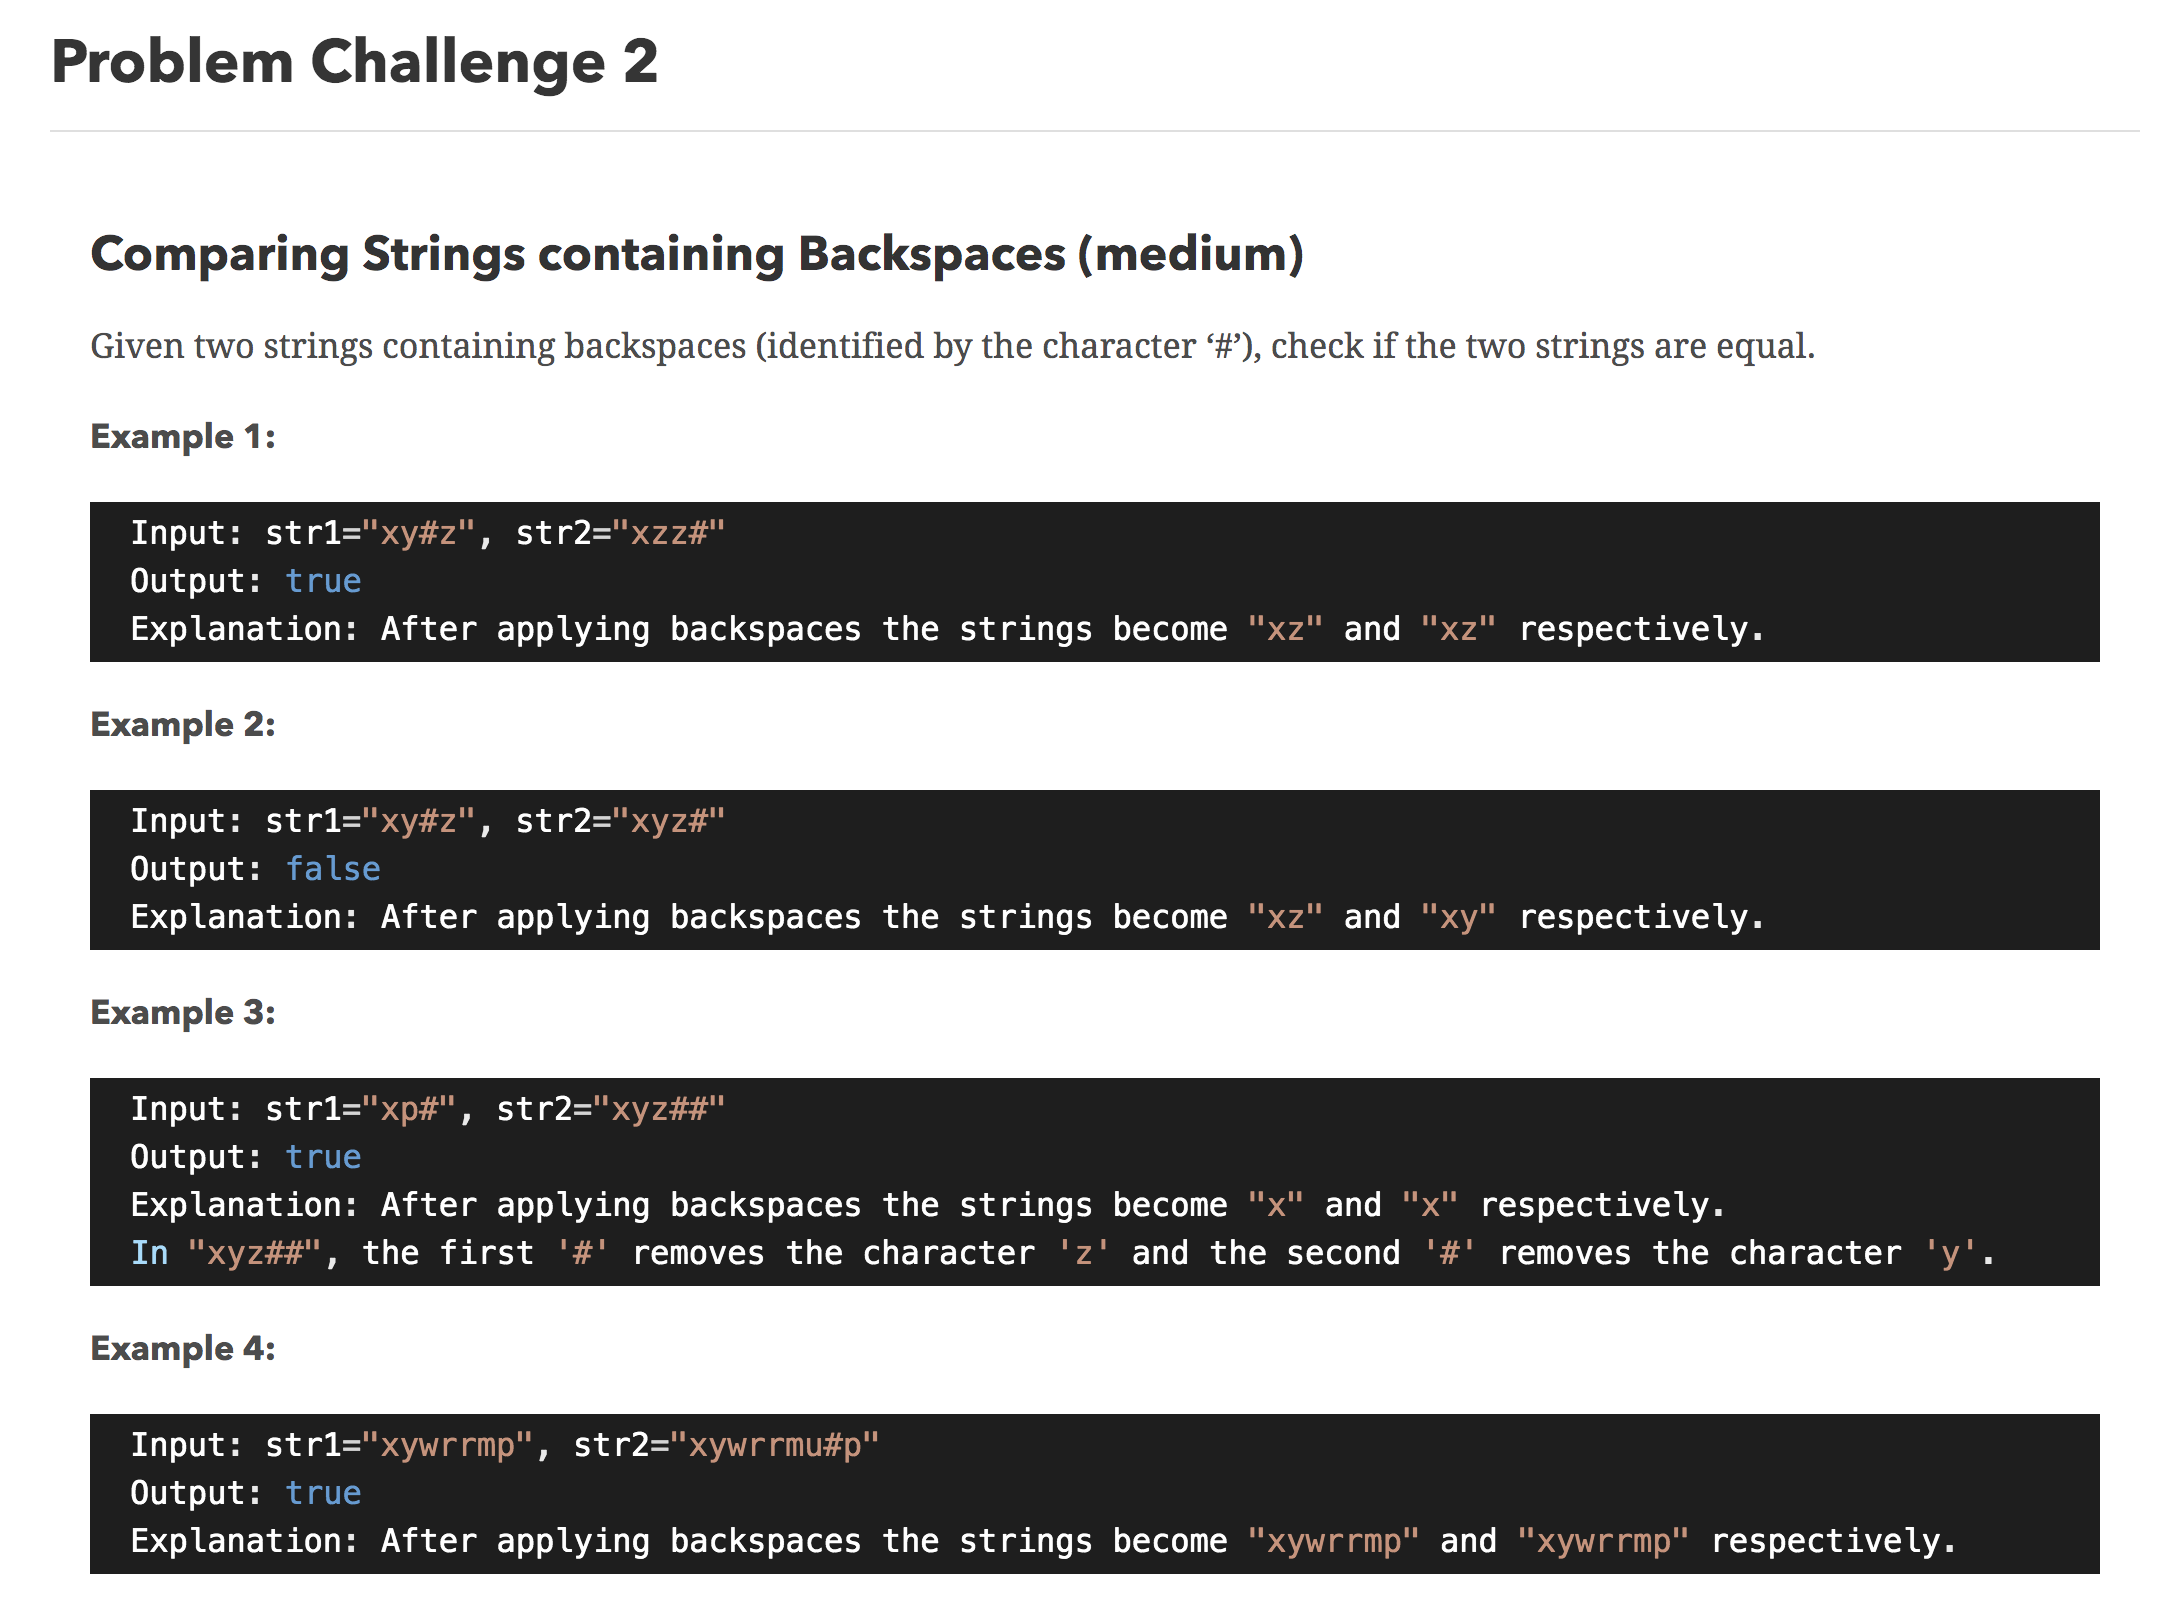 Problem Challenge 2
Comparing Strings containing Backspaces (medium)
Given two strings containing backspaces (identified by the character ‘#’), check if the two strings are equal.
Example 1:
Input: str1="xy#z", str2="xzz#"
Output: true
Explanation: After applying backspaces the strings become "xz" and "xz" respectively.
Example 2:
Input: str1="xy#z", str2="xyz#"
Output: false
Explanation: After applying backspaces the strings become "xz" and "xy" respectively.
Example 3:
Input: str1="xp#", str2="xyz##"
Output: true
Explanation: After applying backspaces the strings become "x" and "x" respectively.
In "xyz##", the first '#' removes the character 'z' and the second '#' removes the character 'y'.
Example 4:
Input: str1="xywrrmp", str2="xywrrmu#p"
Output: true
Explanation: After applying backspaces the strings become "xywrrmp" and "xywrrmp" respectively.